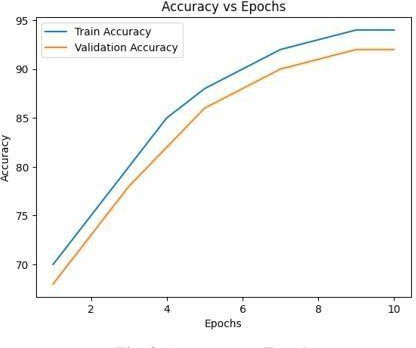 Accuracy vs Epochs
Train Accuracy
Validation Accuracy
95
90
85
80
75
70
Accuracy
2 4 6 8 10
Epochs